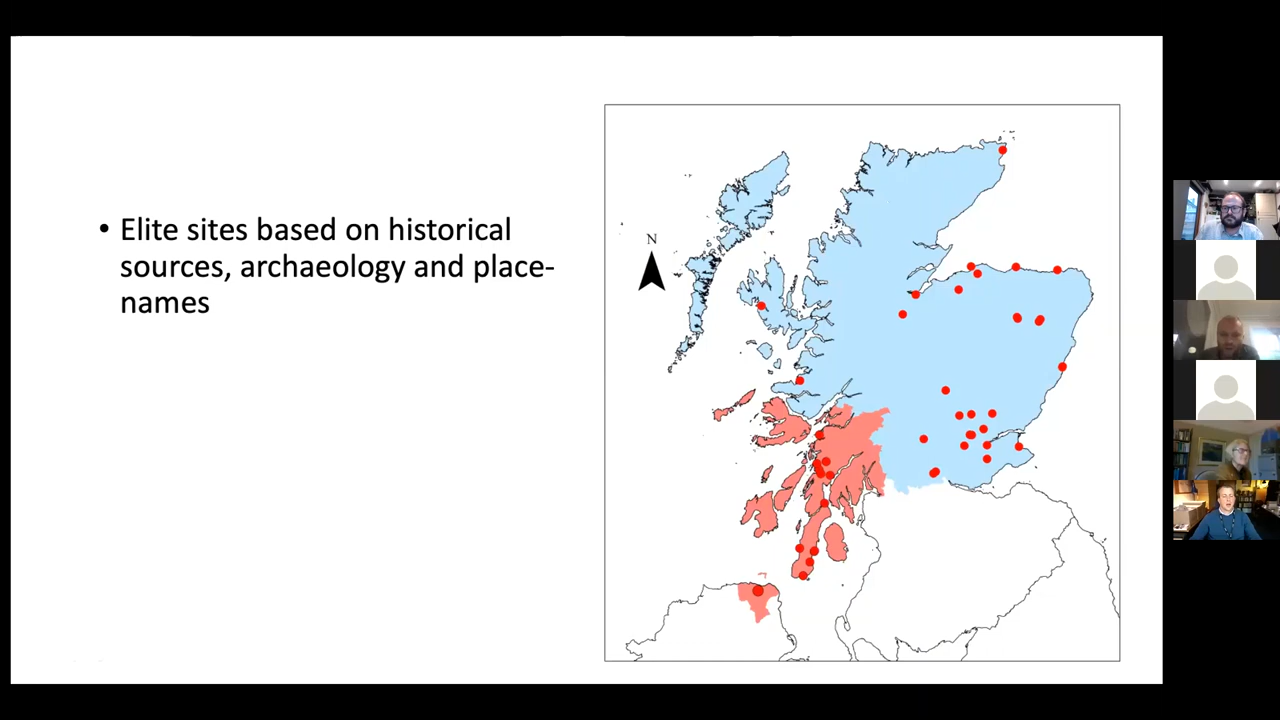 • Elite sites based on historical
sources, archaeology and place-
names
N